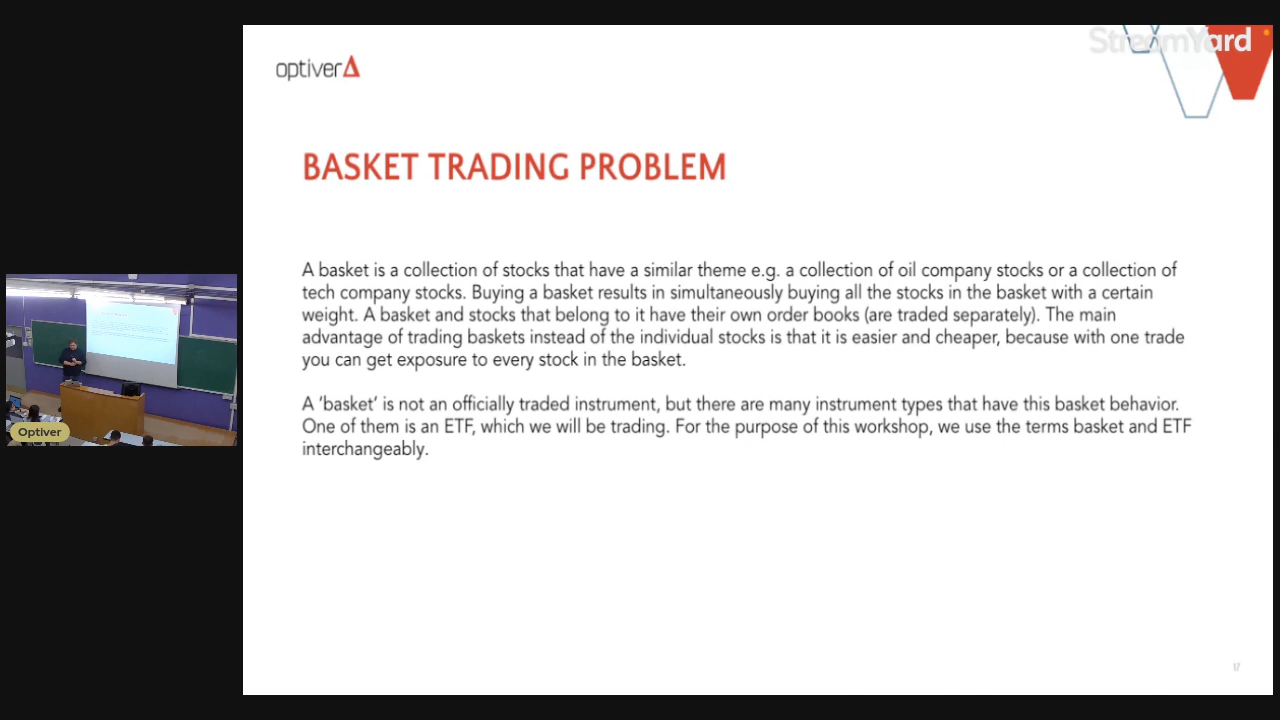 StreamYard
optiver
BASKET TRADING PROBLEM
A basket is a collection of stocks that have a similar theme e.g. a collection of oil company stocks or a collection of
tech company stocks. Buying a basket results in simultaneously buying all the stocks in the basket with a certain
weight. A basket and stocks that belong to it have their own order books (are traded separately). The main
advantage of trading baskets instead of the individual stocks is that it is easier and cheaper, because with one trade
you can get exposure to every stock in the basket.
A ‘basket’ is not an officially traded instrument, but there are many instrument types that have this basket behavior.
One of them is an ETF, which we will be trading. For the purpose of this workshop, we use the terms basket and ETF
interchangeably.
Optiver
17